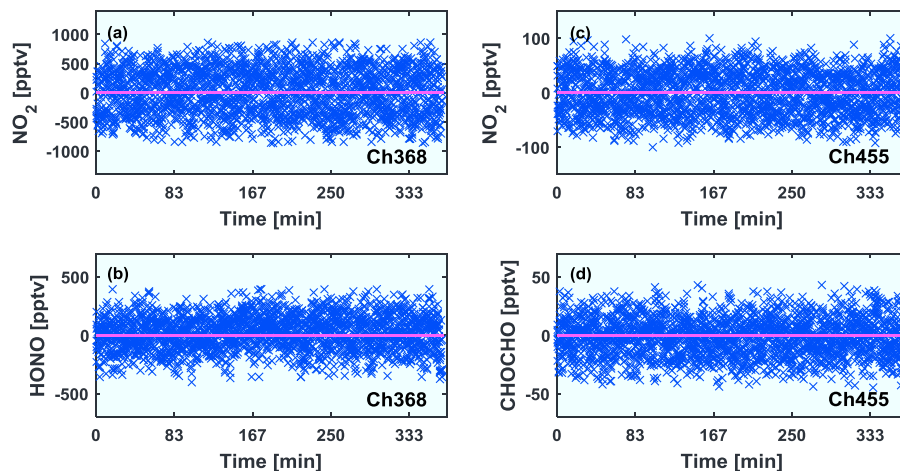 (a)
NO2 [pptv]
1000
500
0
-500
-1000
Ch368
0 83 167 250 333
Time [min]
(c)
NO2 [pptv]
100
0
-100
Ch455
0 83 167 250 333
Time [min]
(b)
HONO [pptv]
500
0
-500
Ch368
0 83 167 250 333
Time [min]
(d)
CHOCHO [pptv]
50
0
-50
Ch455
0 83 167 250 333
Time [min]